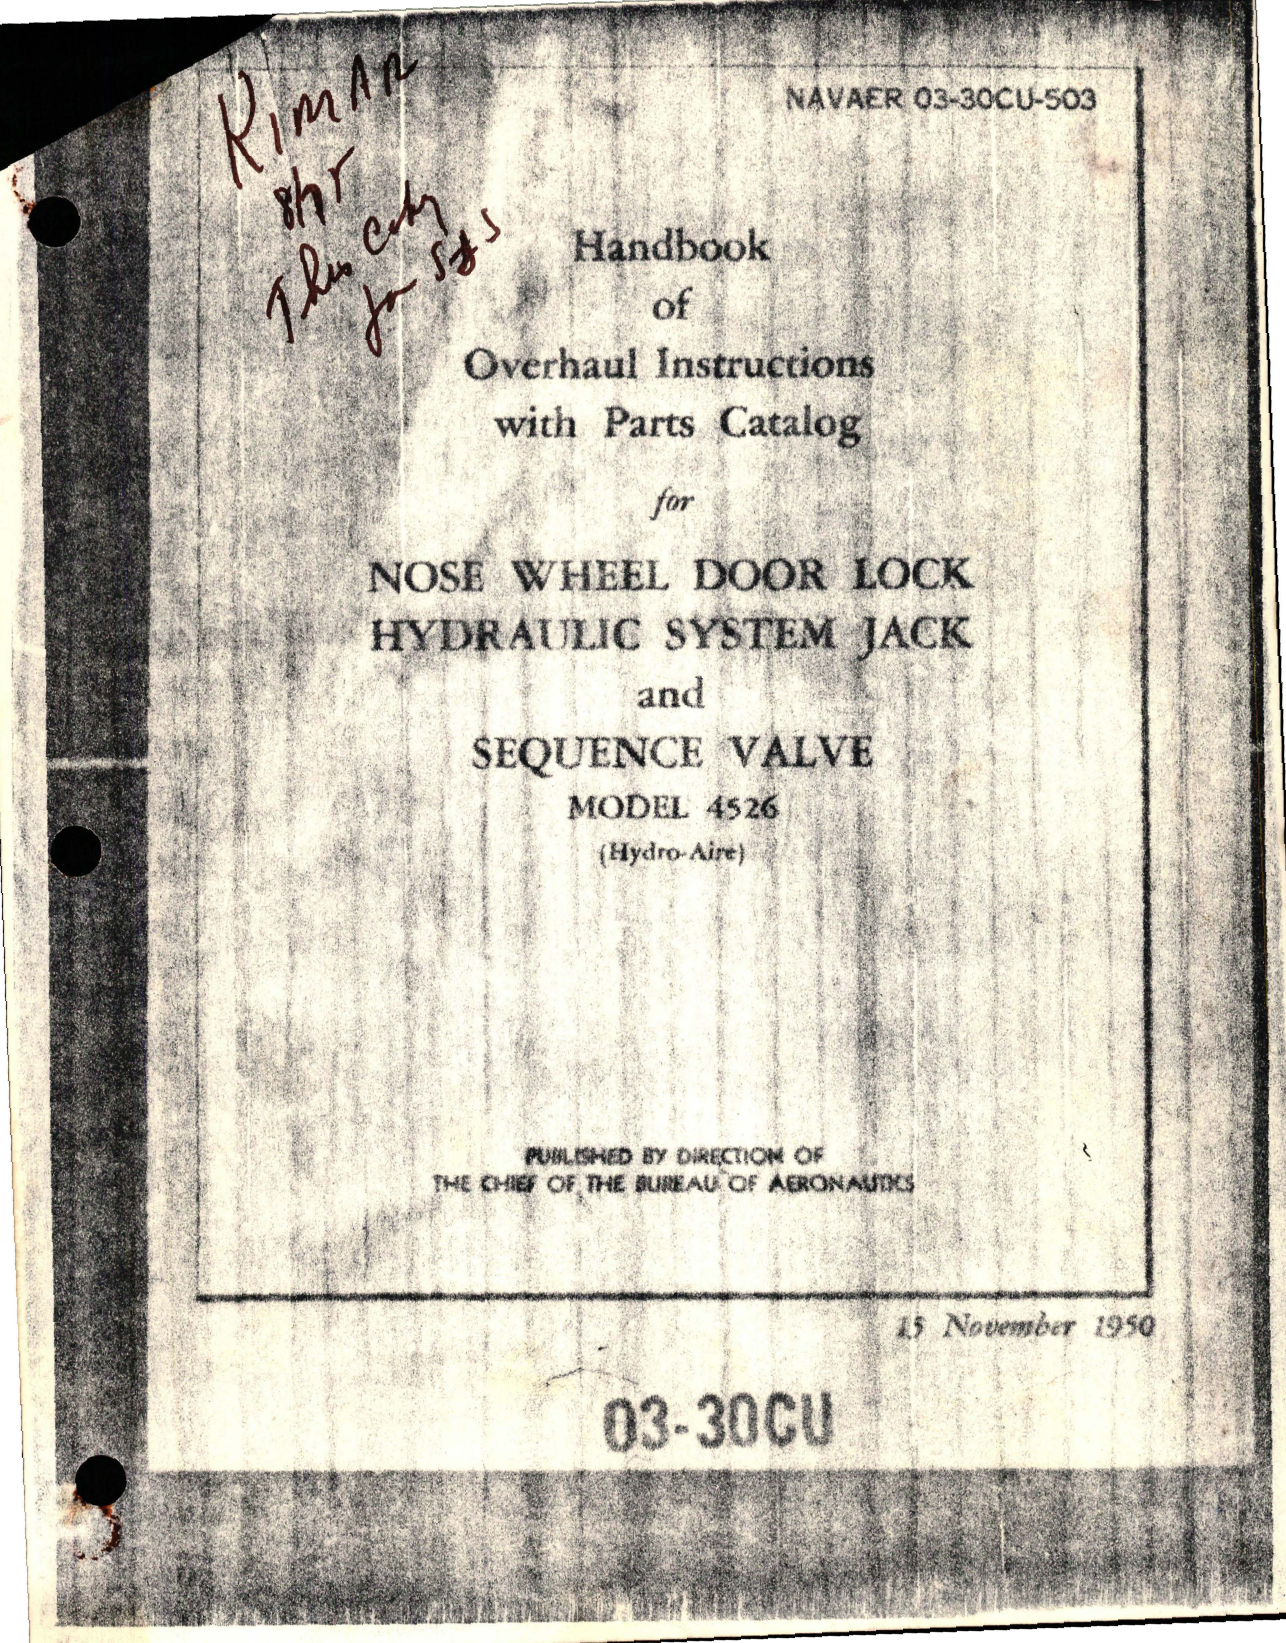 NAVAER 03-30CU-503
KIMAR
Handbook
of
Overhaul Instructions
with Parts Catalog
for
NOSE WHEEL DOOR LOCK
HYDRAULIC SYSTEM JACK
and
SEQUENCE VALVE
MODEL 4526
(Hydro-Aire)
PUBLISHED BY DIRECTION OF
THE CHIEF OF THE BUREAU OF AERONAUTICS
15 November 1950
03-30CU